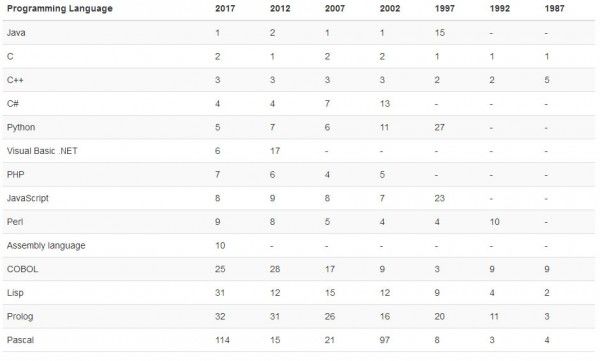 Programming Language 2017 2012 2007 2002 1997 1992 1987
Java 1 2 1 1 15 - -
C 2 1 2 2 1 1 1
C++ 3 3 3 3 2 2 5
C# 4 4 7 13 - - -
Python 5 7 6 11 27 - -
Visual Basic .NET 6 17 - - - - -
PHP 7 6 4 5 - - -
JavaScript 8 9 8 7 23 - -
Perl 9 8 5 4 4 10 -
Assembly language 10 - - - - - -
COBOL 25 28 17 9 3 9 9
Lisp 31 12 15 12 9 4 2
Prolog 32 31 26 16 20 11 3
Pascal 114 15 21 97 8 3 4